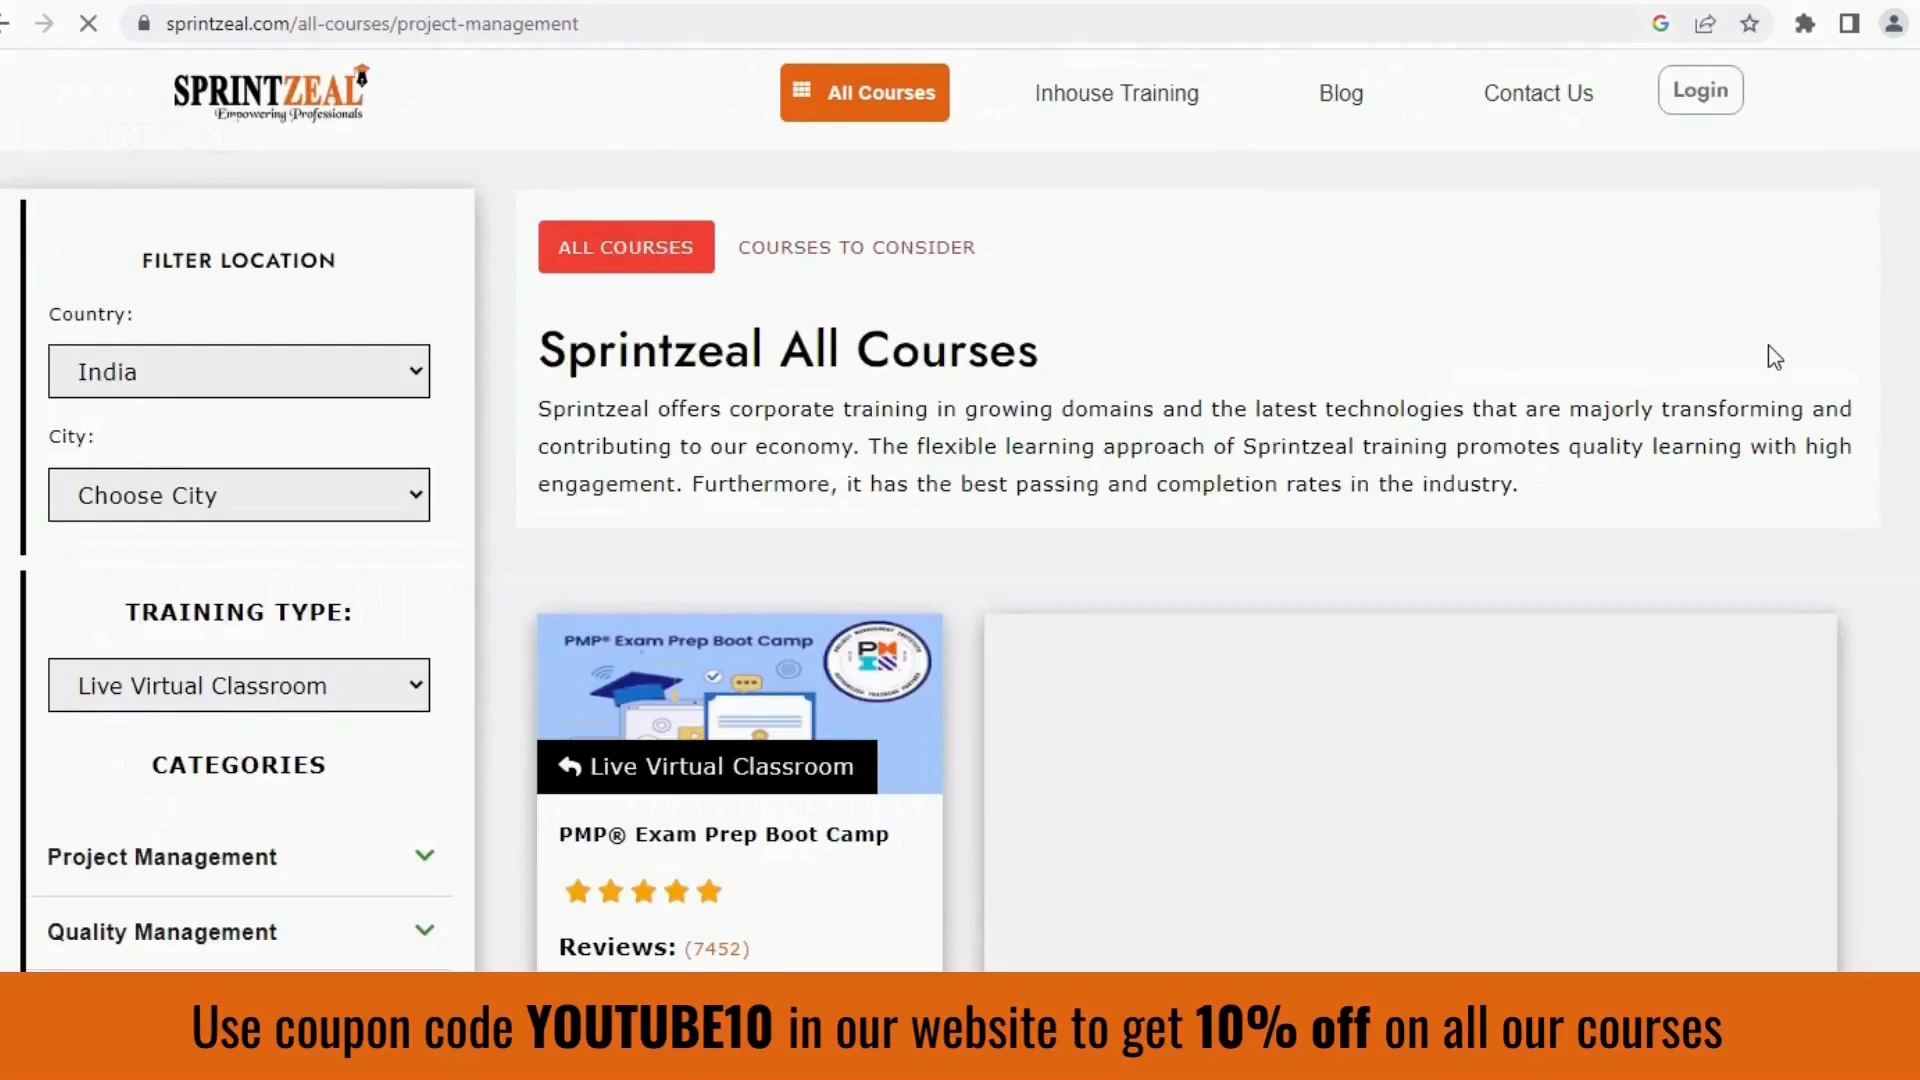 sprintzeal.com/all-courses/project-management
SPRINTZEAL
Empowering Professionals
All Courses
Inhouse Training
Blog
Contact Us
Login
FILTER LOCATION
Country:
India
City:
Choose City
TRAINING TYPE:
Live Virtual Classroom
CATEGORIES
Project Management
Quality Management
ALL COURSES
COURSES TO CONSIDER
Sprintzeal All Courses
Sprintzeal offers corporate training in growing domains and the latest technologies that are majorly transforming and
contributing to our economy. The flexible learning approach of Sprintzeal training promotes quality learning with high
engagement. Furthermore, it has the best passing and completion rates in the industry.
PMP® Exam Prep Boot Camp
Live Virtual Classroom
PMP® Exam Prep Boot Camp
Reviews: (7452)
Use coupon code YOUTUBE10 in our website to get 10% off on all our courses